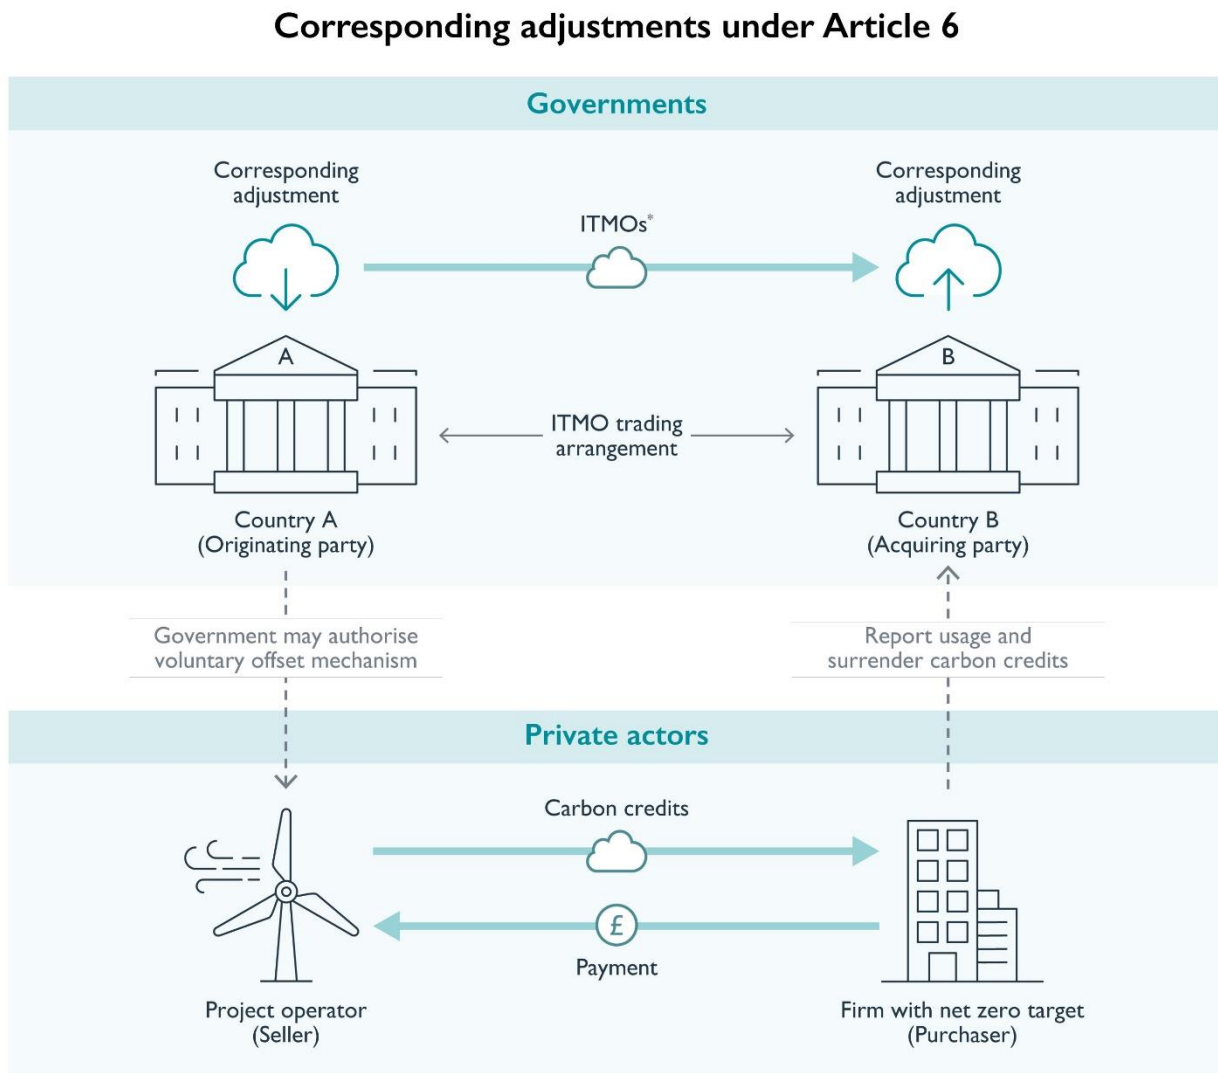 Corresponding adjustments under Article 6
Governments
Corresponding
adjustment
ITMOs*
Corresponding
adjustment
A
B
ITMO trading
arrangement
Country A
(Originating party)
Country B
(Acquiring party)
Government may authorise
voluntary offset mechanism
Report usage and
surrender carbon credits
Private actors
Carbon credits
£
Payment
Project operator
(Seller)
Firm with net zero target
(Purchaser)